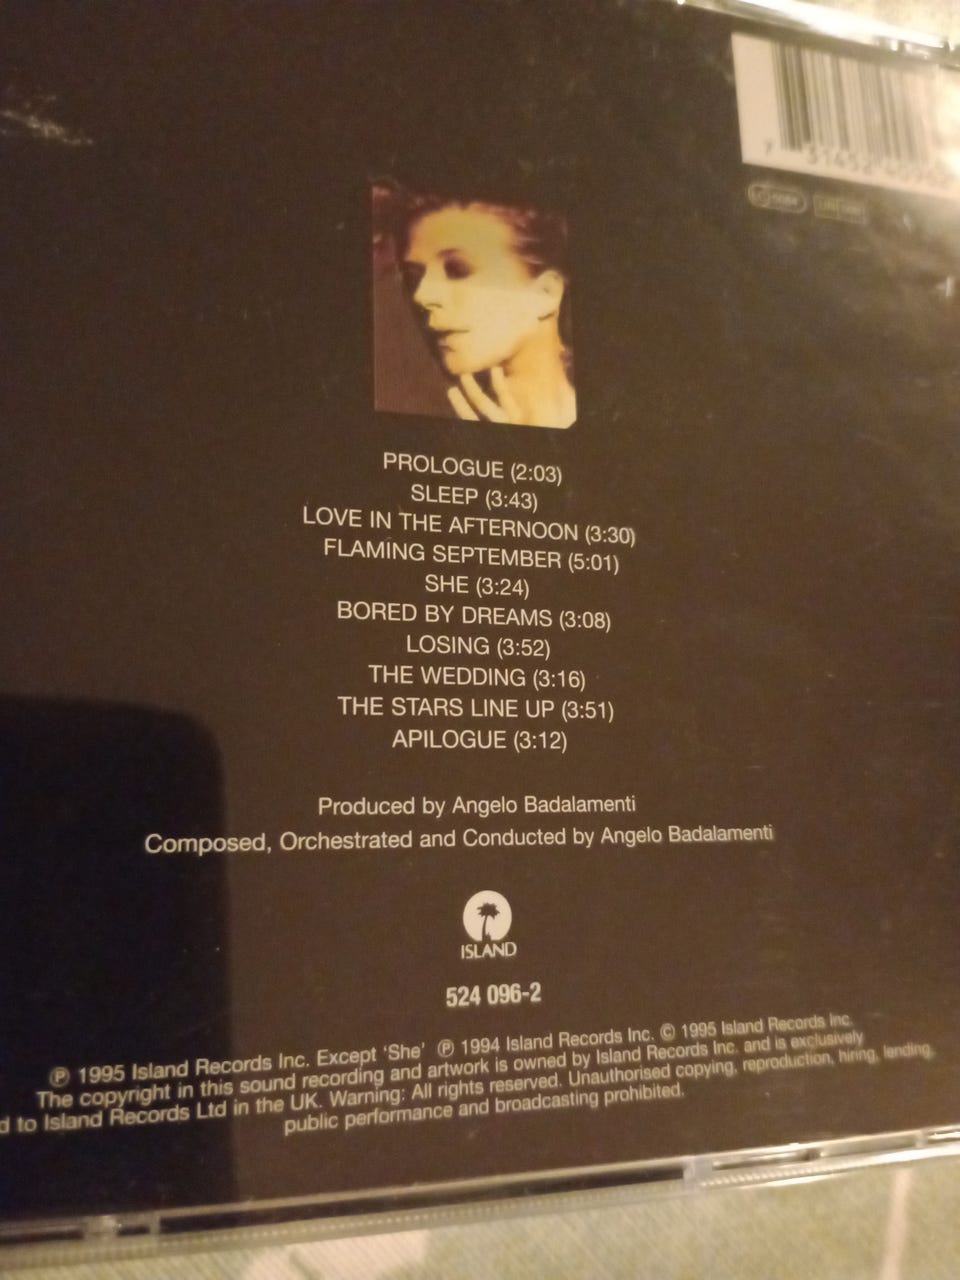 PROLOGUE (2:03)
SLEEP (3:43)
LOVE IN THE AFTERNOON (3:30)
FLAMING SEPTEMBER (5:01)
SHE (3:24)
BORED BY DREAMS (3:08)
LOSING (3:52)
THE WEDDING (3:16)
THE STARS LINE UP (3:51)
APILOGUE (3:12)
Produced by Angelo Badalamenti
Composed, Orchestrated and Conducted by Angelo Badalamenti
ISLAND
524 096-2
℗ 1995 Island Records Inc. Except 'She' ℗ 1994 Island Records Inc. © 1995 Island Records Inc.
The copyright in this sound recording and artwork is owned by Island Records Inc. and is exclusively
d to Island Records Ltd in the UK. Warning: All rights reserved. Unauthorised copying, reproduction, hiring, lending,
public performance and broadcasting prohibited.